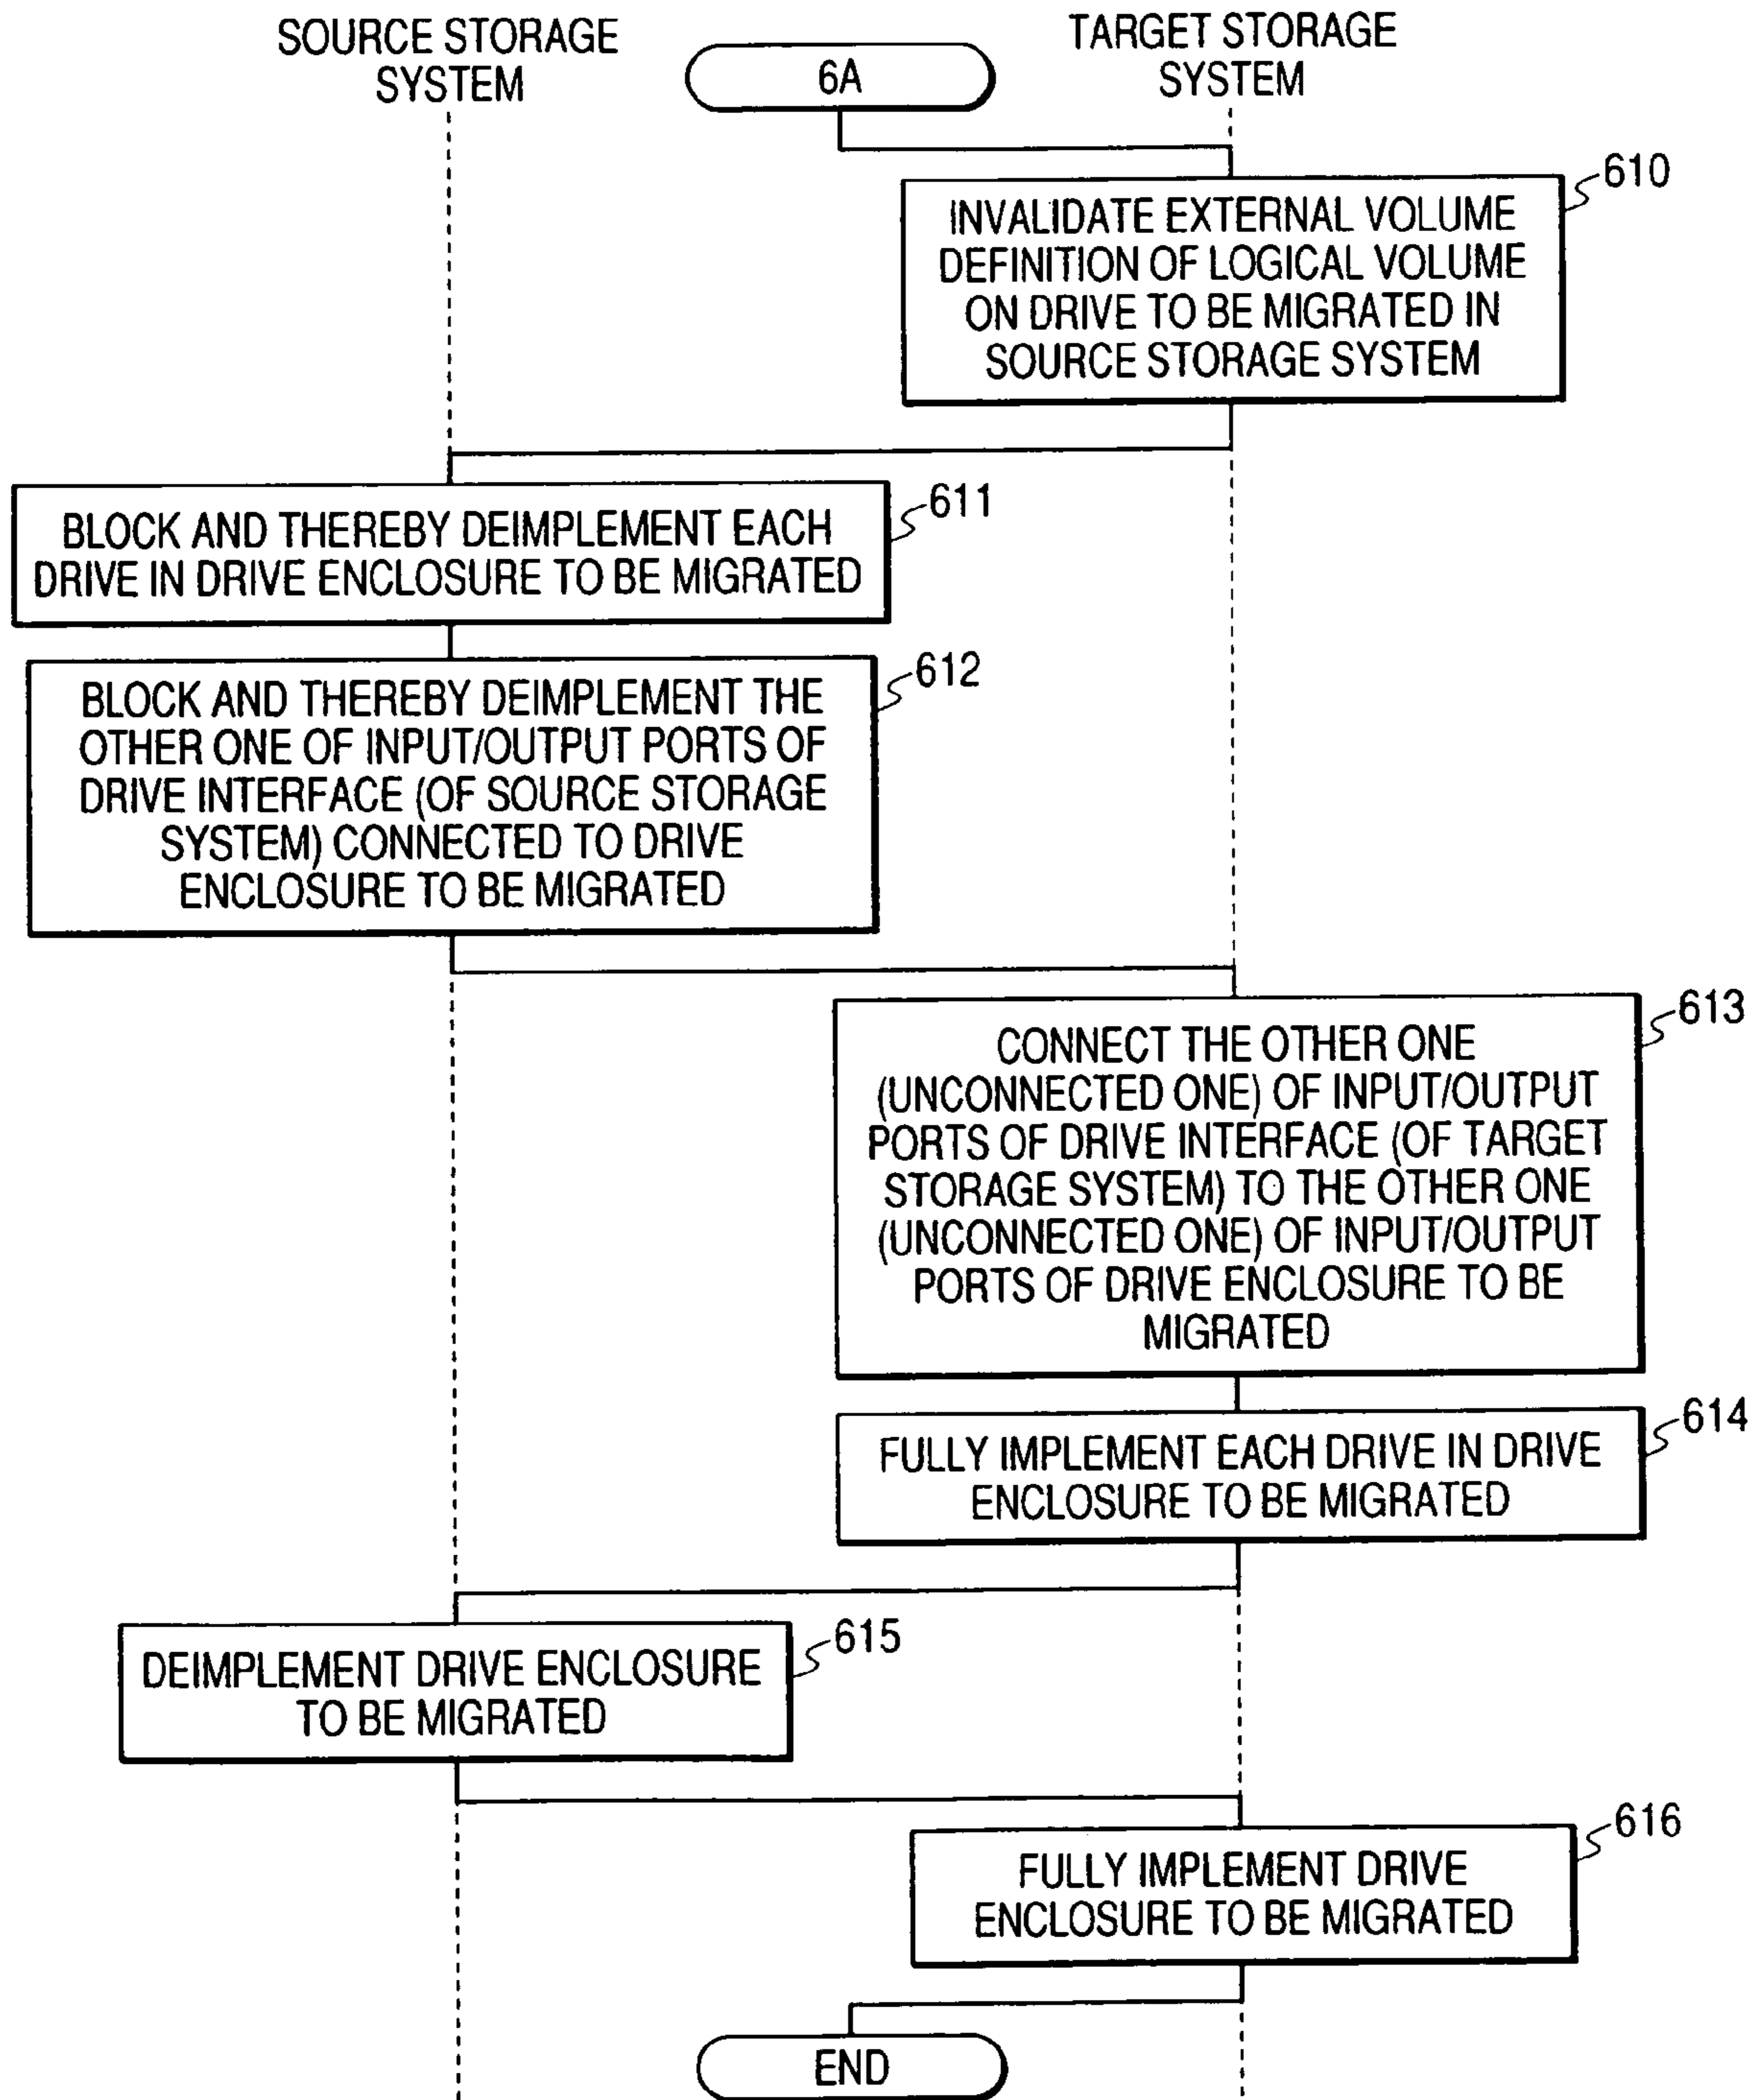 SOURCE STORAGE
SYSTEM
6A
TARGET STORAGE
SYSTEM
610
INVALIDATE EXTERNAL VOLUME
DEFINITION OF LOGICAL VOLUME
ON DRIVE TO BE MIGRATED IN
SOURCE STORAGE SYSTEM
611
BLOCK AND THEREBY DEIMPLEMENT EACH
DRIVE IN DRIVE ENCLOSURE TO BE MIGRATED
612
BLOCK AND THEREBY DEIMPLEMENT THE
OTHER ONE OF INPUT/OUTPUT PORTS OF
DRIVE INTERFACE (OF SOURCE STORAGE
SYSTEM) CONNECTED TO DRIVE
ENCLOSURE TO BE MIGRATED
613
CONNECT THE OTHER ONE
(UNCONNECTED ONE) OF INPUT/OUTPUT
PORTS OF DRIVE INTERFACE (OF TARGET
STORAGE SYSTEM) TO THE OTHER ONE
(UNCONNECTED ONE) OF INPUT/OUTPUT
PORTS OF DRIVE ENCLOSURE TO BE
MIGRATED
614
FULLY IMPLEMENT EACH DRIVE IN DRIVE
ENCLOSURE TO BE MIGRATED
615
DEIMPLEMENT DRIVE ENCLOSURE
TO BE MIGRATED
616
FULLY IMPLEMENT DRIVE
ENCLOSURE TO BE MIGRATED
END